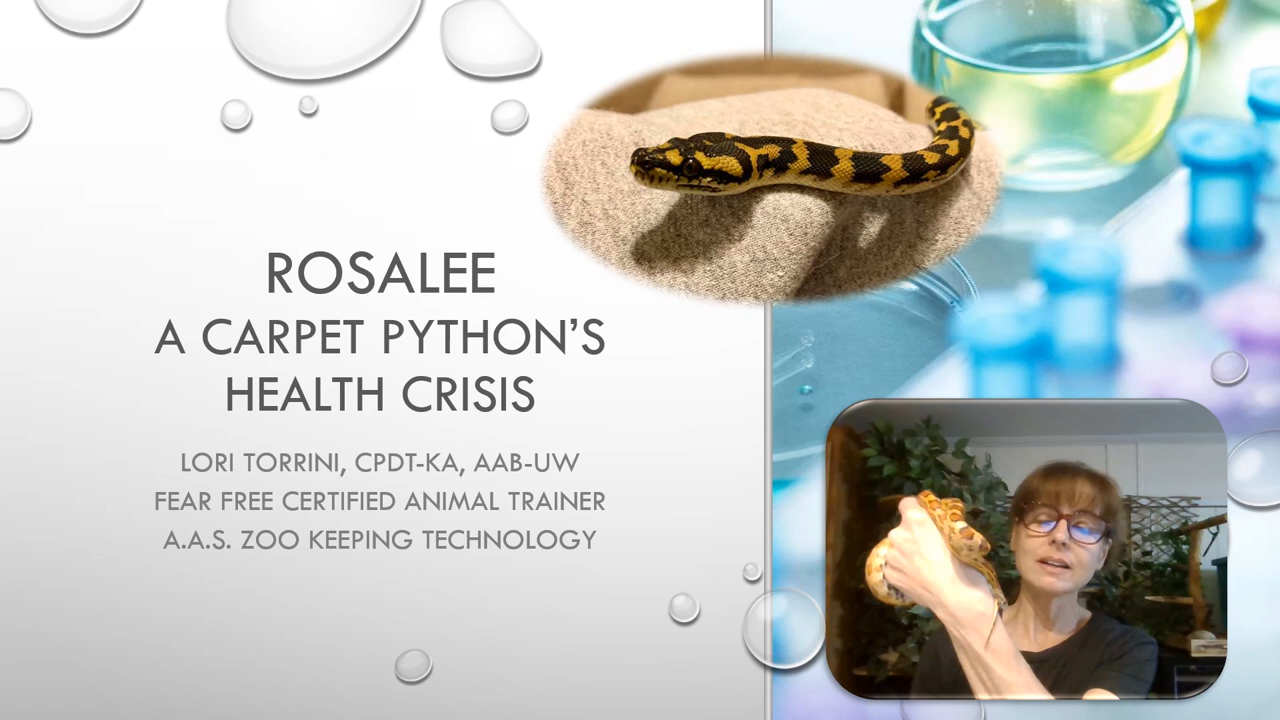 ROSALEE
A CARPET PYTHON’S
HEALTH CRISIS
LORI TORRINI, CPDT-KA, AAB-UW
FEAR FREE CERTIFIED ANIMAL TRAINER
A.A.S. ZOO KEEPING TECHNOLOGY